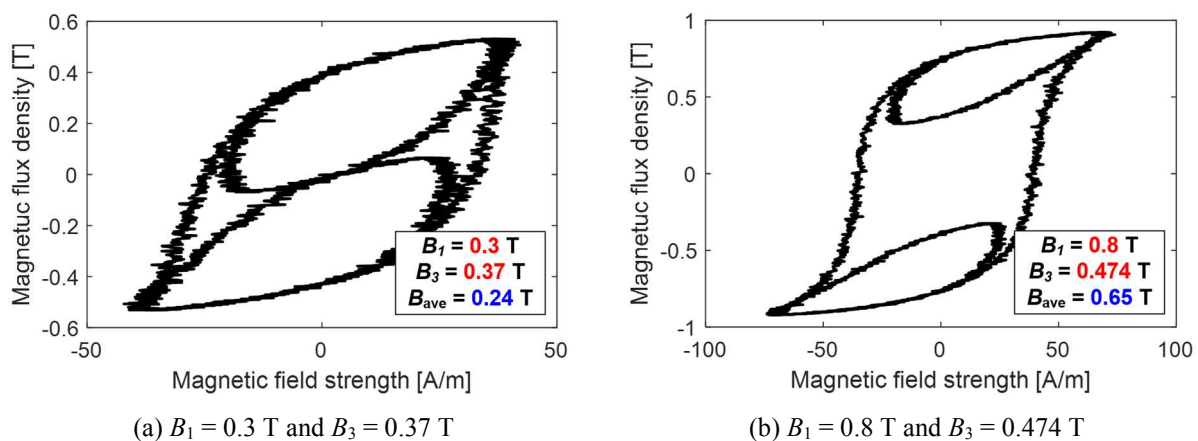 Magnetuc flux density [T]
0.6
0.4
0.2
0
-0.2
-0.4
-0.6
-50
0
50
Magnetic field strength [A/m]
B1 = 0.3 T
B3 = 0.37 T
Bave = 0.24 T
(a) B1 = 0.3 T and B3 = 0.37 T
Magnetuc flux density [T]
1
0.5
0
-0.5
-1
-100
-50
0
50
100
Magnetic field strength [A/m]
B1 = 0.8 T
B3 = 0.474 T
Bave = 0.65 T
(b) B1 = 0.8 T and B3 = 0.474 T